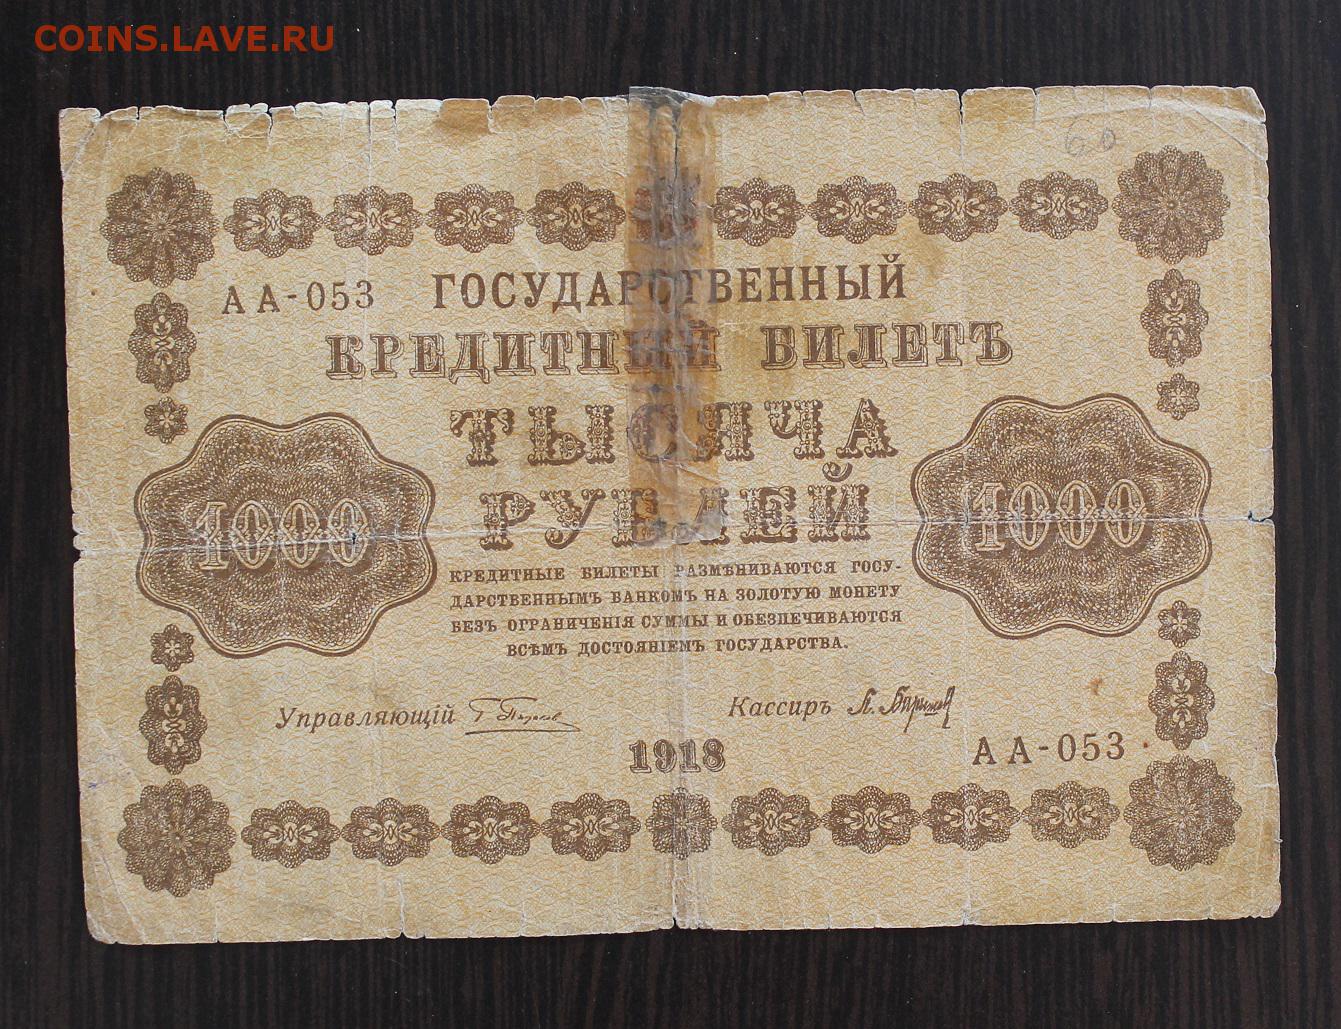 COINS.LAVE.RU
60
АА-053 ГОСУДАРСТВЕННЫЙ
КРЕДИТНЫЙ БИЛЕТЪ
ТЫСЯЧА
РУБЛЕЙ
1000 1000
КРЕДИТНЫЕ БИЛЕТЫ РАЗМѢНИВАЮТСЯ ГОСУ-
ДАРСТВЕННЫМЪ БАНКОМЪ НА ЗОЛОТУЮ МОНЕТУ
БЕЗЪ ОГРАНИЧЕНІЯ СУММЫ И ОБЕЗПЕЧИВАЮТСЯ
ВСѢМЪ ДОСТОЯНІЕМЪ ГОСУДАРСТВА.
Управляющій Кассиръ
1918
АА-053